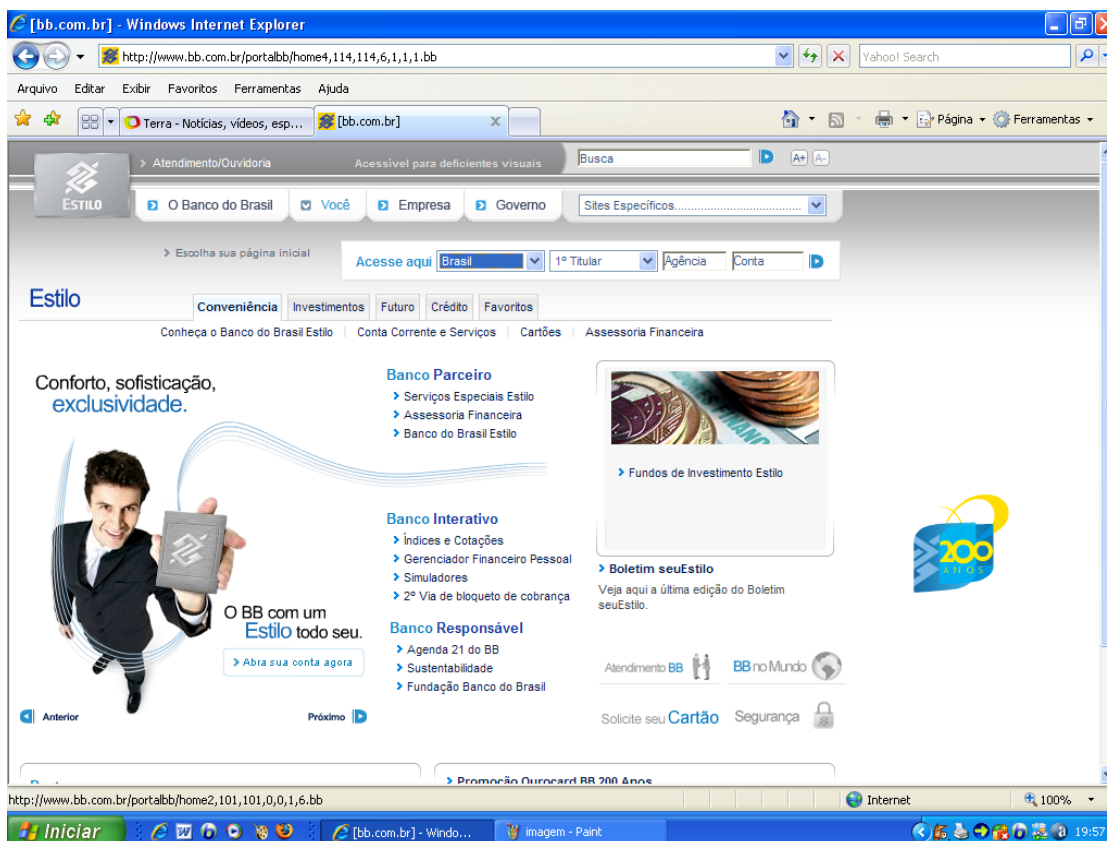 [bb.com.br] - Windows Internet Explorer
http://www.bb.com.br/portalbb/home4,114,114,6,1,1,1.bb
Yahoo! Search
Arquivo Editar Exibir Favoritos Ferramentas Ajuda
Terra - Notícias, vídeos, esp... [bb.com.br] Página Ferramentas
> Atendimento/Ouvidoria Acessível para deficientes visuais Busca A+ A-
ESTILO O Banco do Brasil Você Empresa Governo Sites Específicos
> Escolha sua página inicial Acesse aqui Brasil 1º Titular Agência Conta
Estilo Conveniência Investimentos Futuro Crédito Favoritos
Conheça o Banco do Brasil Estilo Conta Corrente e Serviços Cartões Assessoria Financeira
Conforto, sofisticação,
exclusividade.
O BB com um
Estilo todo seu.
> Abra sua conta agora
Anterior Próximo
Banco Parceiro
> Serviços Especiais Estilo
> Assessoria Financeira
> Banco do Brasil Estilo
Banco Interativo
> Índices e Cotações
> Gerenciador Financeiro Pessoal
> Simuladores
> 2º Via de bloqueto de cobrança
Banco Responsável
> Agenda 21 do BB
> Sustentabilidade
> Fundação Banco do Brasil
> Fundos de Investimento Estilo
> Boletim seuEstilo
Veja aqui a última edição do Boletim
seuEstilo.
Atendimento BB BB no Mundo
Solicite seu Cartão Segurança
200
ANOS
> Promoção Ourocard BB 200 Anos
http://www.bb.com.br/portalbb/home2,101,101,0,0,1,6.bb Internet 100%
Iniciar [bb.com.br] - Windo... imagem - Paint 19:57